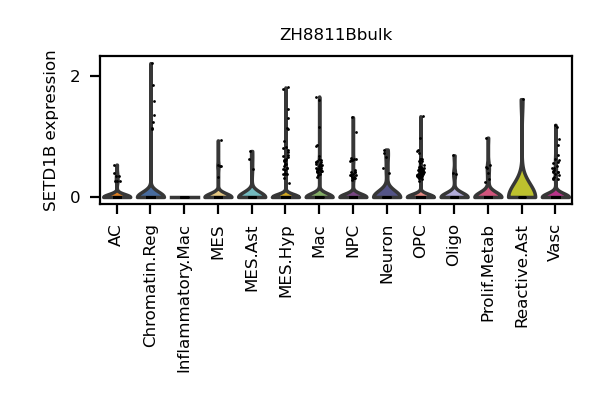 ZH8811Bbulk
SETD1B expression
2
0
AC
Chromatin.Reg
Inflammatory.Mac
MES
MES.Ast
MES.Hyp
Mac
NPC
Neuron
OPC
Oligo
Prolif.Metab
Reactive.Ast
Vasc